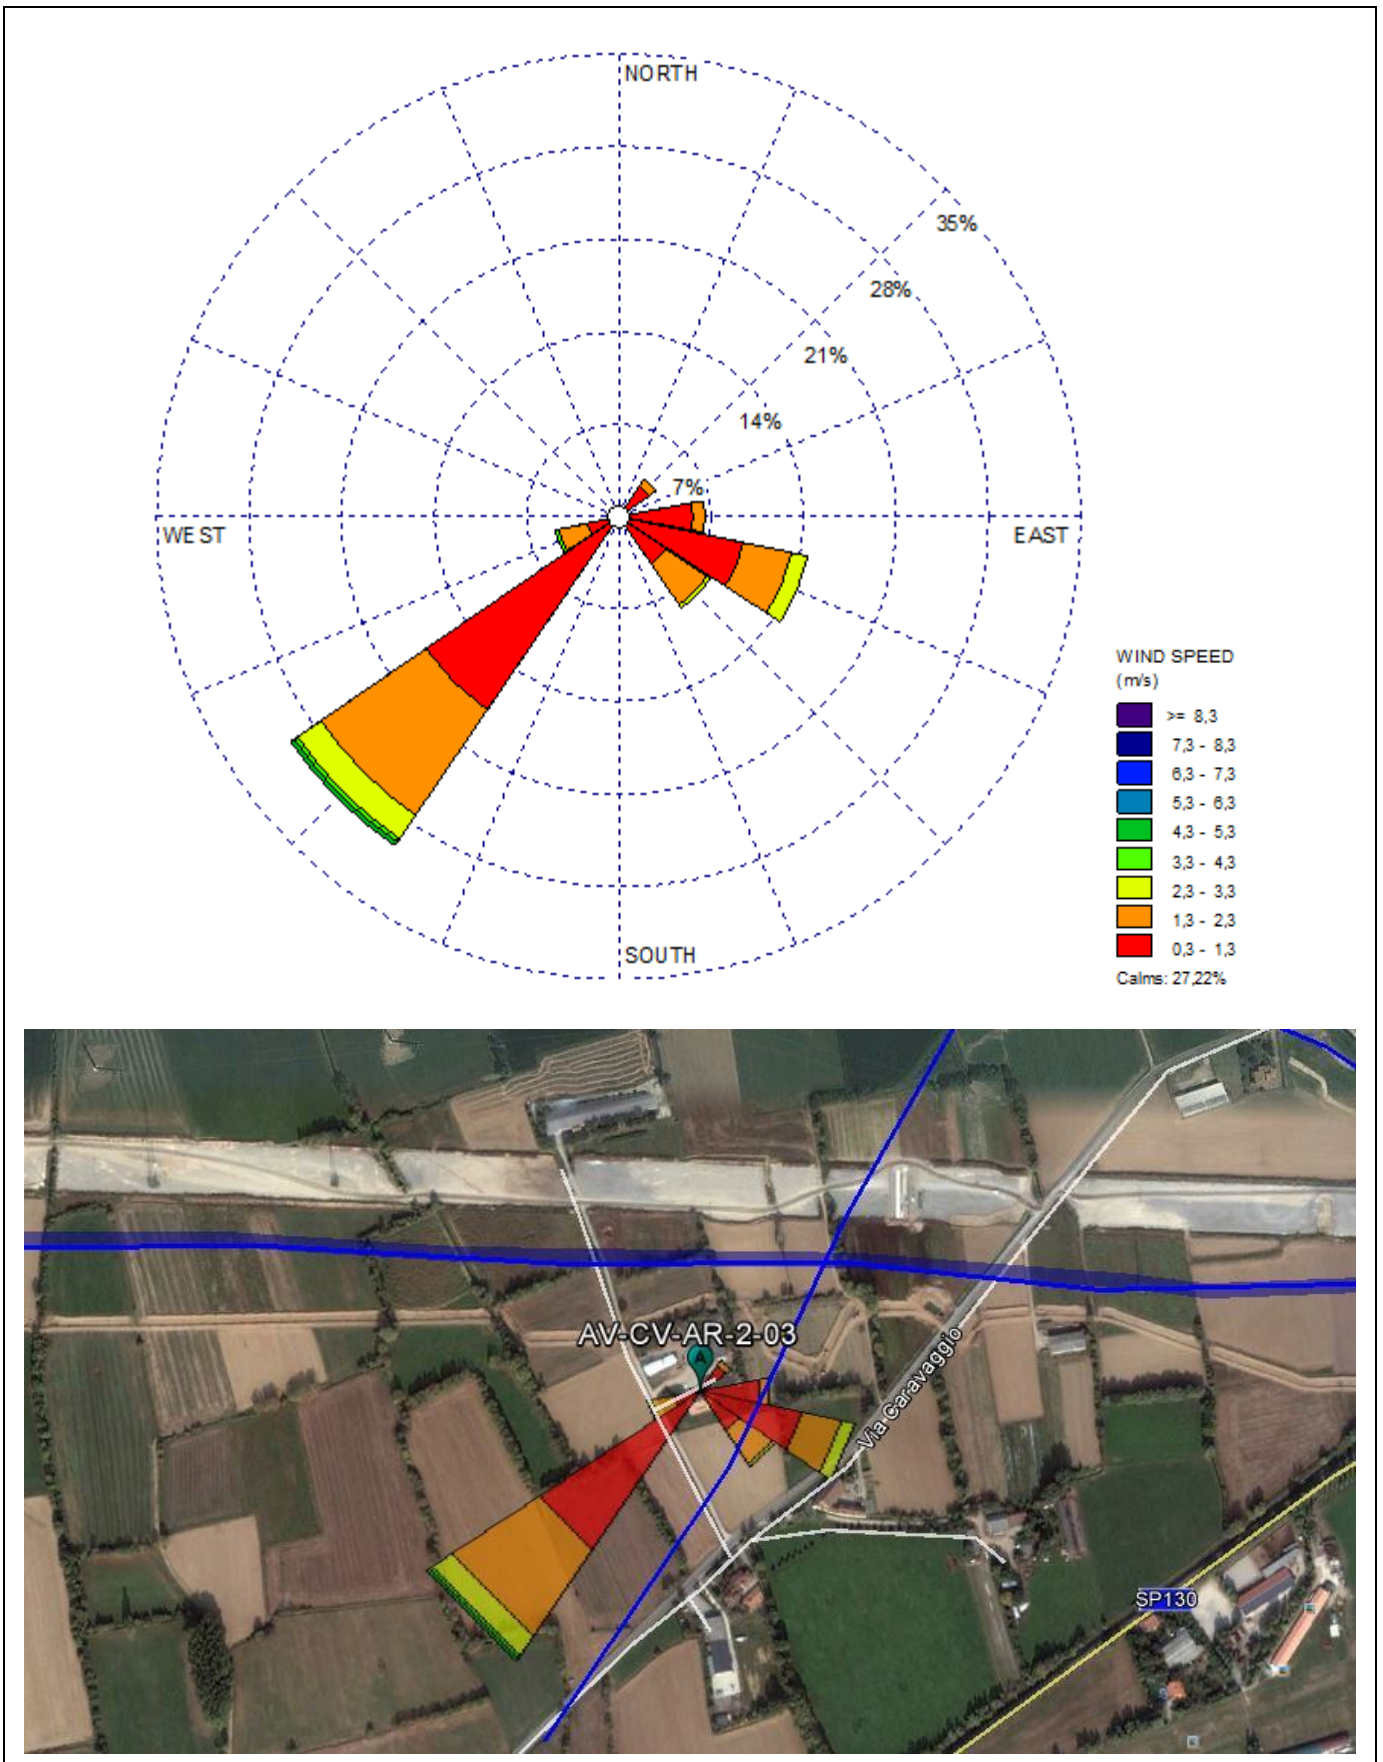 NORTH
35%
28%
21%
14%
7%
WEST
EAST
SOUTH
WIND SPEED
(m/s)
>= 8,3
7,3 - 8,3
6,3 - 7,3
5,3 - 6,3
4,3 - 5,3
3,3 - 4,3
2,3 - 3,3
1,3 - 2,3
0,3 - 1,3
Calms: 27,22%
AV-CV-AR-2-03
A
Via Caravaggio
SP130